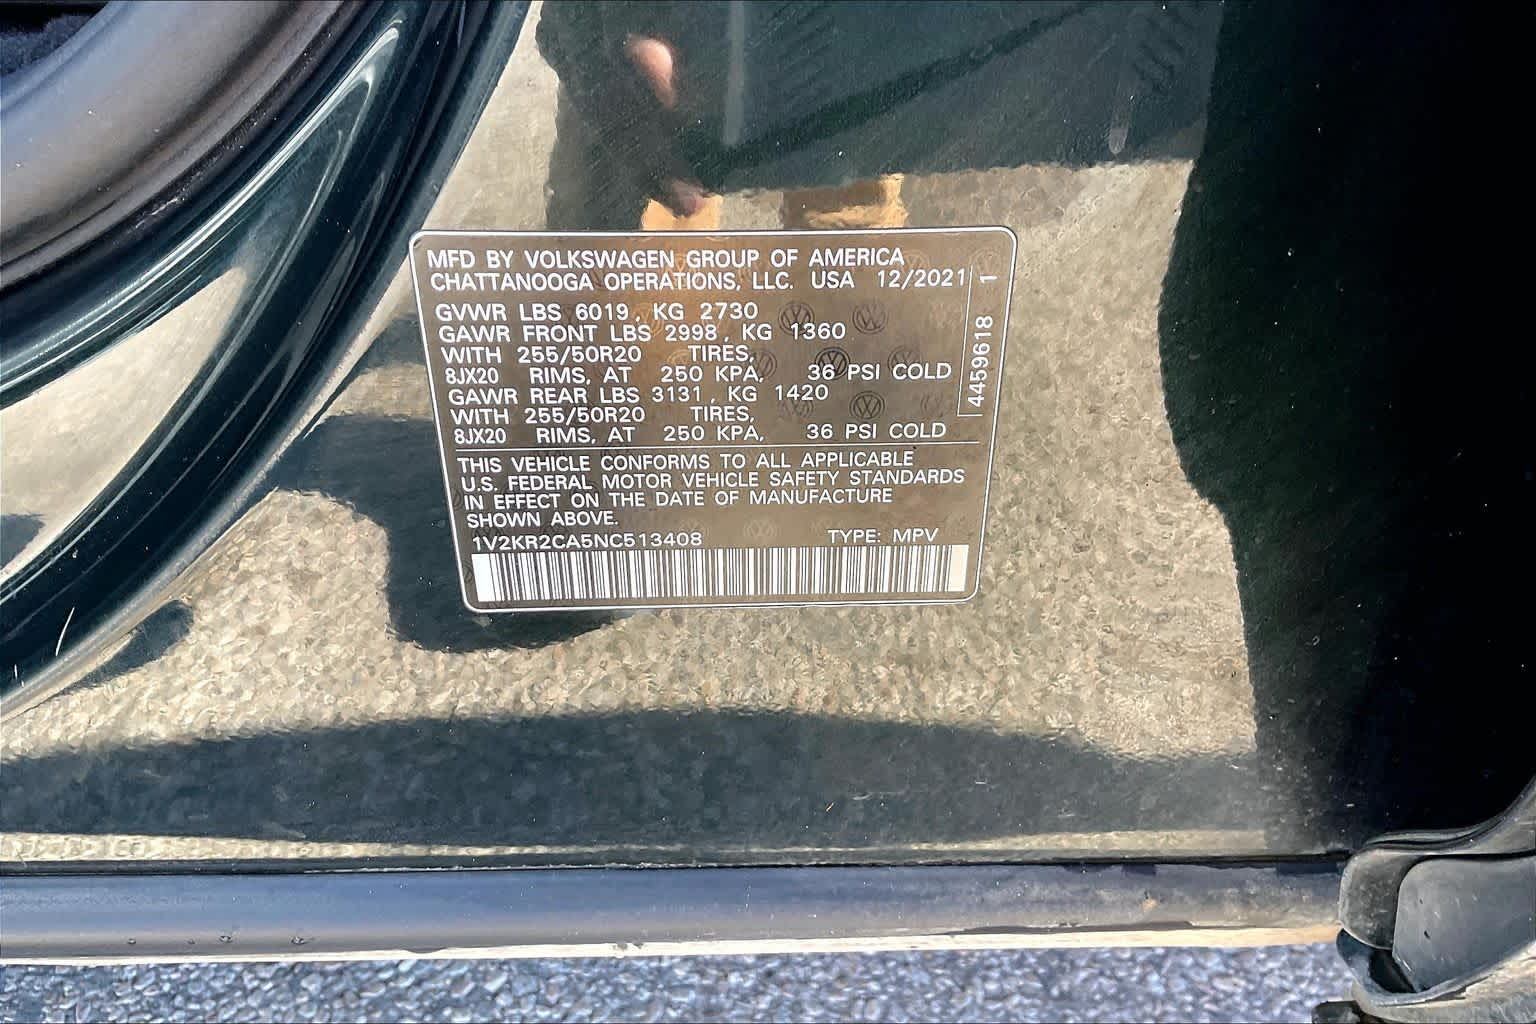 MFD BY VOLKSWAGEN GROUP OF AMERICA
CHATTANOOGA OPERATIONS, LLC. USA 12/2021
GVWR LBS 6019, KG 2730
GAWR FRONT LBS 2998, KG 1360
WITH 255/50R20 TIRES,
8JX20 RIMS, AT 250 KPA, 36 PSI COLD
GAWR REAR LBS 3131, KG 1420
WITH 255/50R20 TIRES,
8JX20 RIMS, AT 250 KPA, 36 PSI COLD
THIS VEHICLE CONFORMS TO ALL APPLICABLE
U.S. FEDERAL MOTOR VEHICLE SAFETY STANDARDS
IN EFFECT ON THE DATE OF MANUFACTURE
SHOWN ABOVE.
1V2KR2CA5NC513408 TYPE: MPV
4459618 1